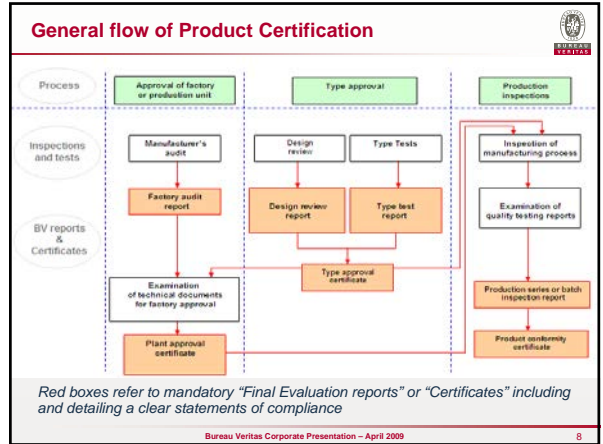 General flow of Product Certification
BUREAU
VERITAS
Process
Approval of factory
or production unit
Type approval
Production
inspections
Inspections
and tests
Manufacturer's
audit
Design
review
Type Tests
Inspection of
manufacturing process
BV reports
&
Certificates
Factory audit
report
Design review
report
Type test
report
Examination of
quality testing reports
Type approval
certificate
Examination
of technical documents
for factory approval
Production series or batch
inspection report
Plant approval
certificate
Product conformity
certificate
Red boxes refer to mandatory “Final Evaluation reports” or “Certificates” including
and detailing a clear statements of compliance
Bureau Veritas Corporate Presentation – April 2009
8